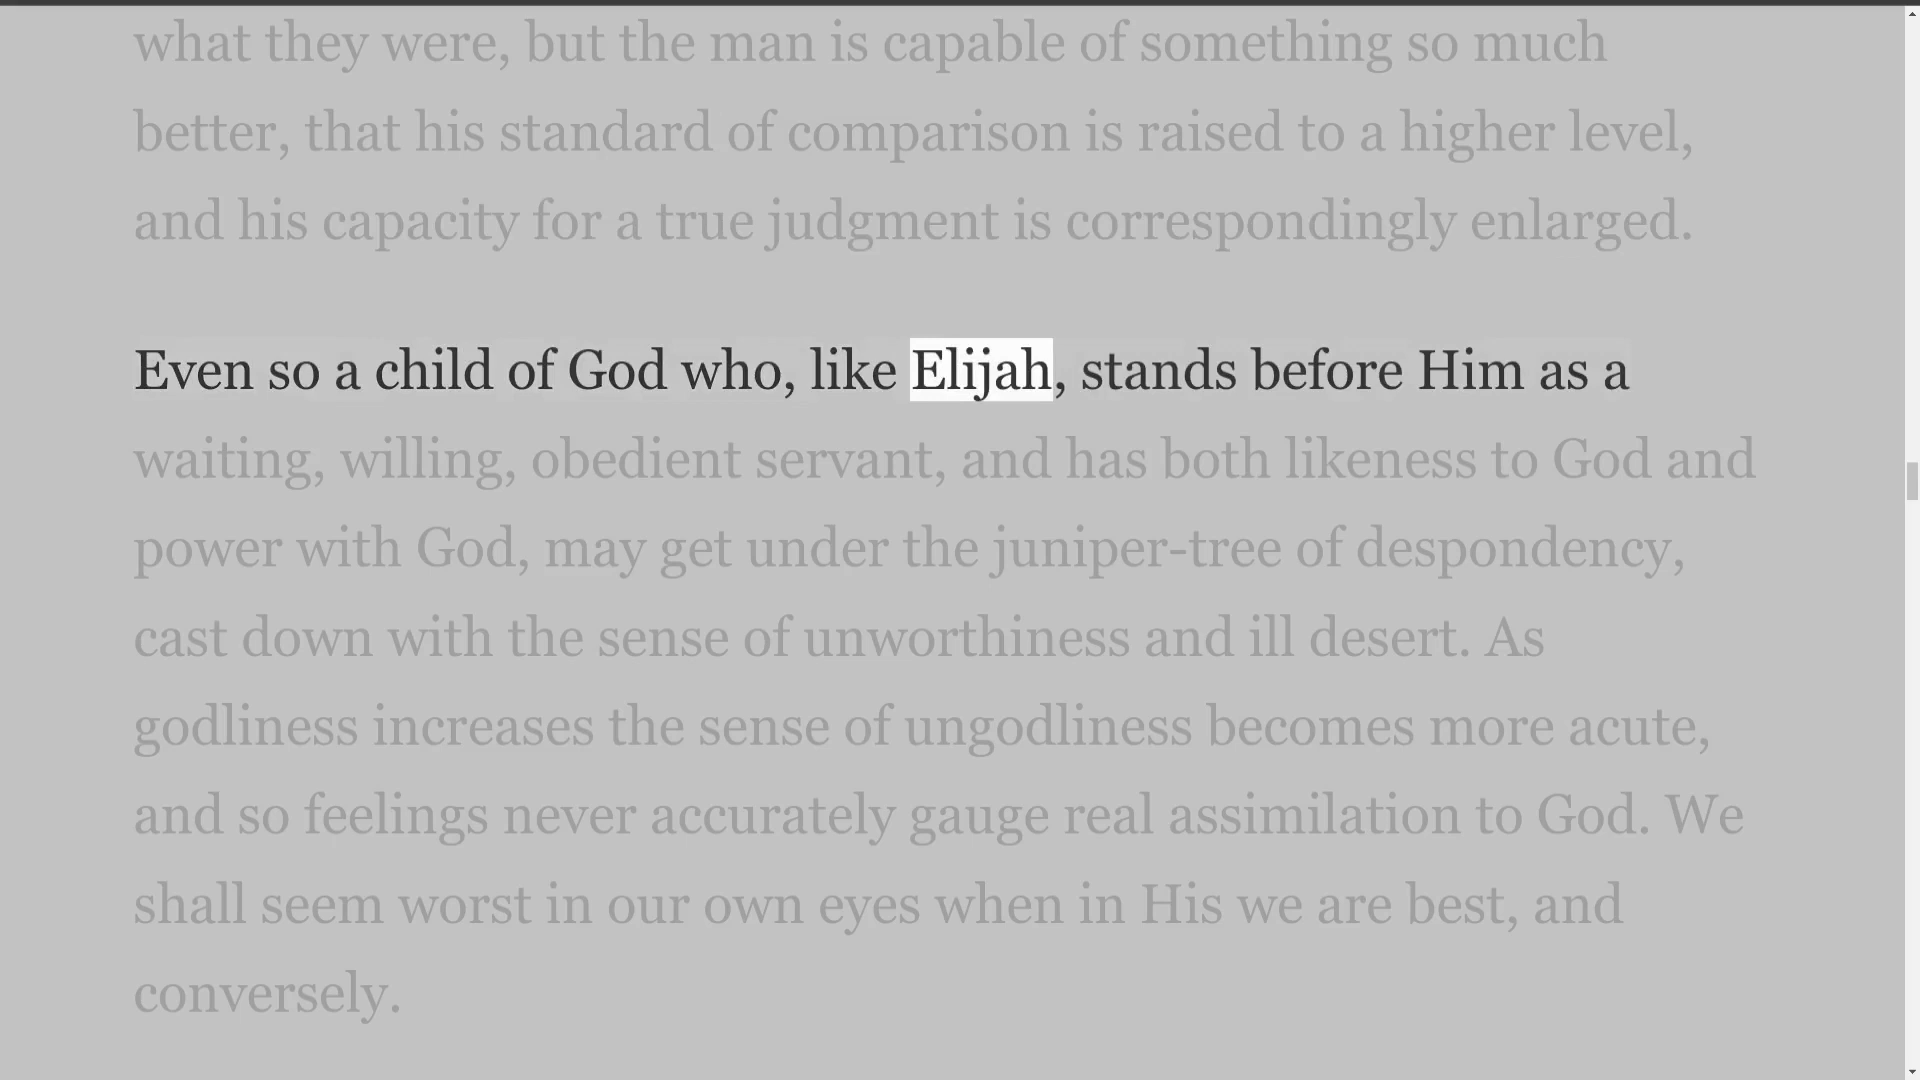 what they were, but the man is capable of something so much
better, that his standard of comparison is raised to a higher level,
and his capacity for a true judgment is correspondingly enlarged.
Even so a child of God who, like Elijah, stands before Him as a
waiting, willing, obedient servant, and has both likeness to God and
power with God, may get under the juniper-tree of despondency,
cast down with the sense of unworthiness and ill desert. As
godliness increases the sense of ungodliness becomes more acute,
and so feelings never accurately gauge real assimilation to God. We
shall seem worst in our own eyes when in His we are best, and
conversely.